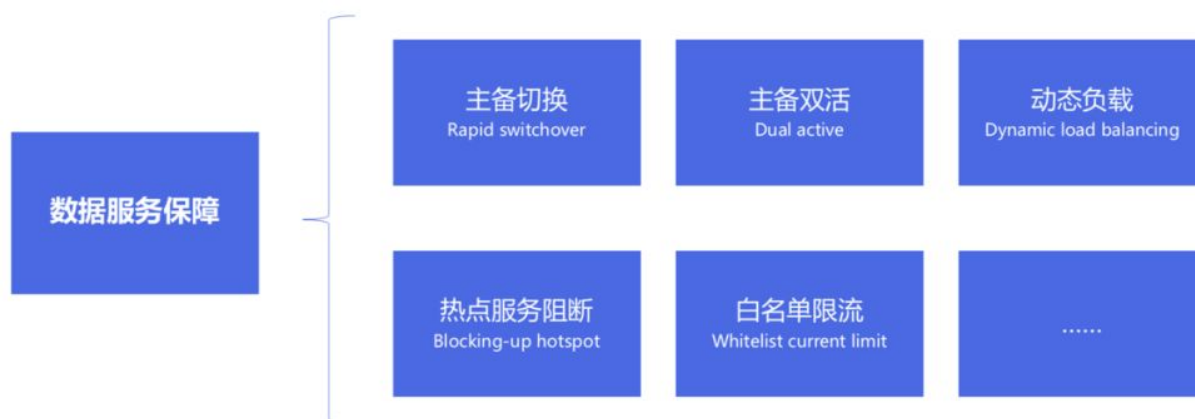 数据服务保障
主备切换
Rapid switchover
主备双活
Dual active
动态负载
Dynamic load balancing
热点服务阻断
Blocking-up hotspot
白名单限流
Whitelist current limit
......